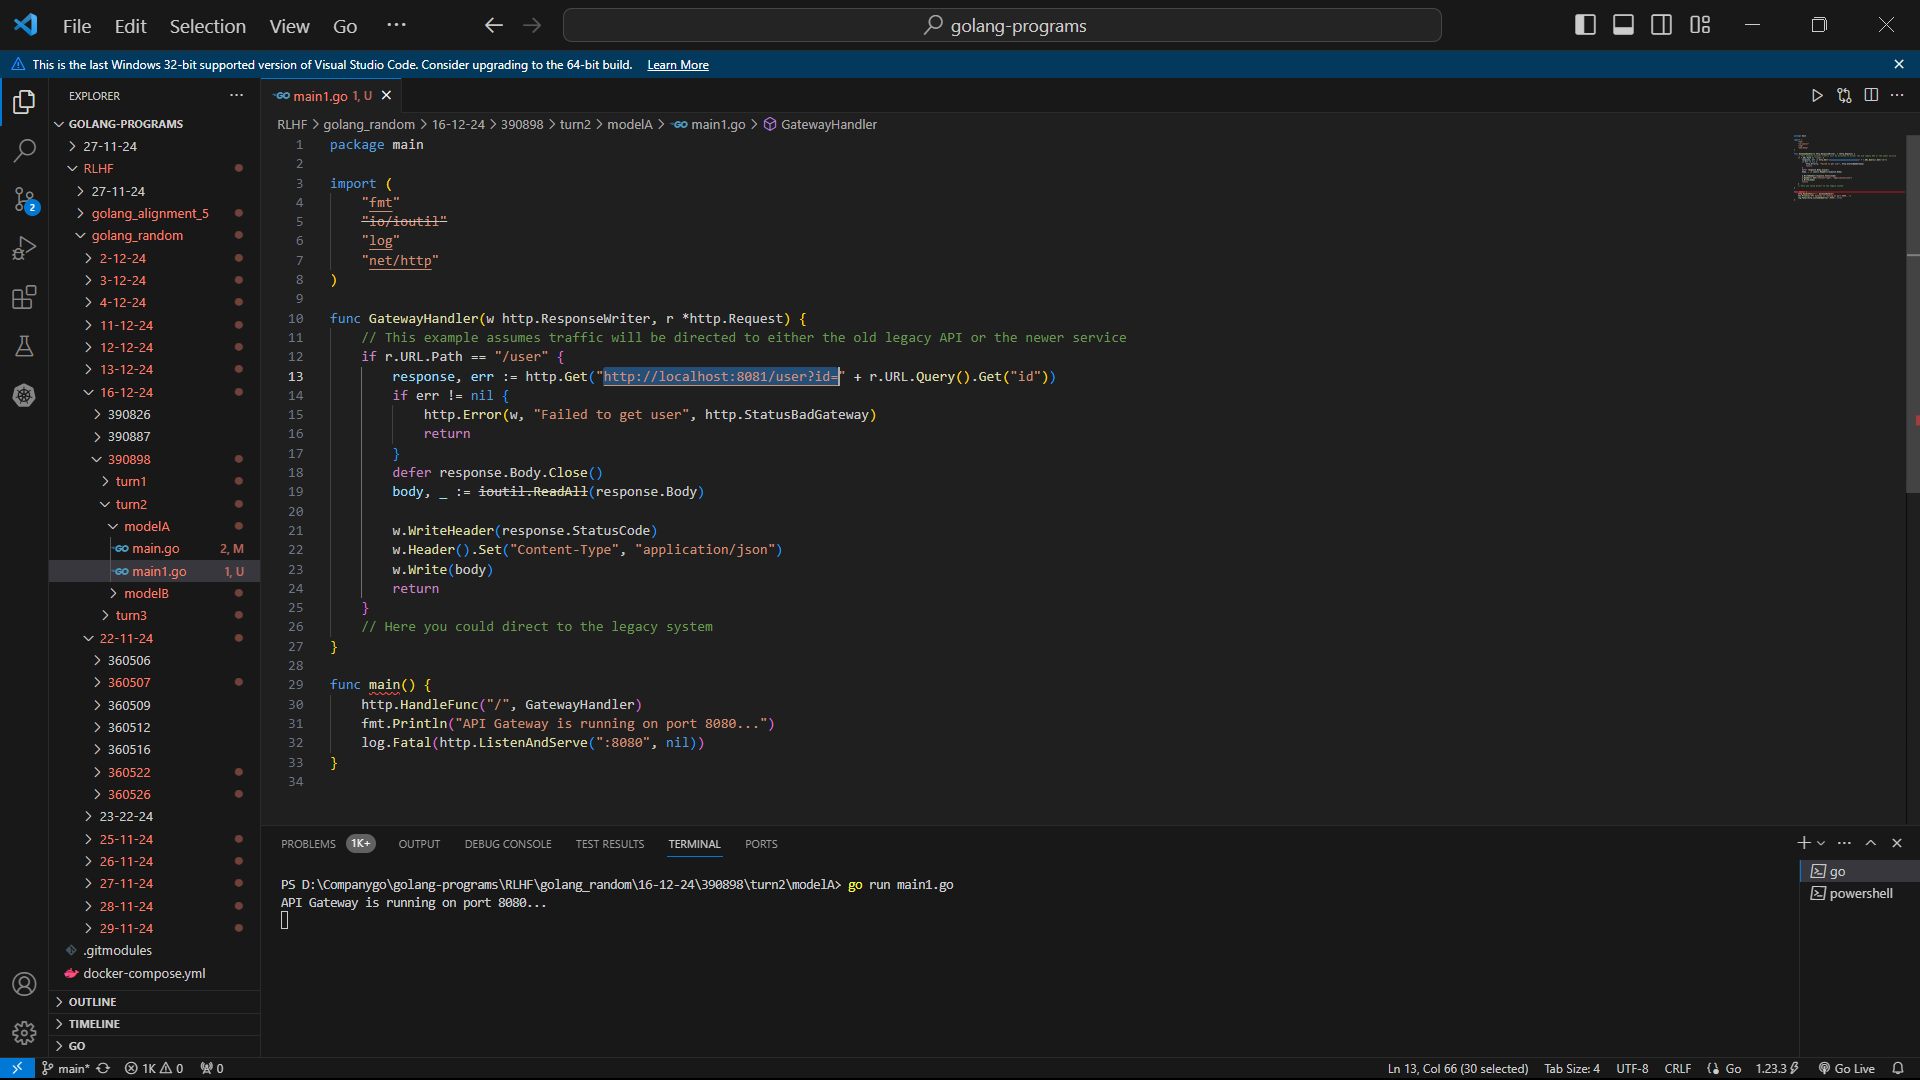 File Edit Selection View Go ··· golang-programs
This is the last Windows 32-bit supported version of Visual Studio Code. Consider upgrading to the 64-bit build. Learn More
EXPLORER
GOLANG-PROGRAMS
27-11-24
RLHF
27-11-24
golang_alignment_5
golang_random
2-12-24
3-12-24
4-12-24
11-12-24
12-12-24
13-12-24
16-12-24
390826
390887
390898
turn1
turn2
modelA
main.go 2, M
main1.go 1, U
modelB
turn3
22-11-24
360506
360507
360509
360512
360516
360522
360526
23-22-24
25-11-24
26-11-24
27-11-24
28-11-24
29-11-24
.gitmodules
docker-compose.yml
OUTLINE
TIMELINE
GO
main1.go 1, U
RLHF > golang_random > 16-12-24 > 390898 > turn2 > modelA > main1.go > GatewayHandler
1 package main
2
3 import (
4 "fmt"
5 "io/ioutil"
6 "log"
7 "net/http"
8 )
9
10 func GatewayHandler(w http.ResponseWriter, r *http.Request) {
11 // This example assumes traffic will be directed to either the old legacy API or the newer service
12 if r.URL.Path == "/user" {
13 response, err := http.Get("http://localhost:8081/user?id=" + r.URL.Query().Get("id"))
14 if err != nil {
15 http.Error(w, "Failed to get user", http.StatusBadGateway)
16 return
17 }
18 defer response.Body.Close()
19 body, _ := ioutil.ReadAll(response.Body)
20
21 w.WriteHeader(response.StatusCode)
22 w.Header().Set("Content-Type", "application/json")
23 w.Write(body)
24 return
25 }
26 // Here you could direct to the legacy system
27 }
28
29 func main() {
30 http.HandleFunc("/", GatewayHandler)
31 fmt.Println("API Gateway is running on port 8080...")
32 log.Fatal(http.ListenAndServe(":8080", nil))
33 }
34
PROBLEMS 1K+ OUTPUT DEBUG CONSOLE TEST RESULTS TERMINAL PORTS
PS D:\Companygo\golang-programs\RLHF\golang_random\16-12-24\390898\turn2\modelA> go run main1.go
API Gateway is running on port 8080...
go
powershell
2
main* 1K 0 0 Ln 13, Col 66 (30 selected) Tab Size: 4 UTF-8 CRLF Go 1.23.3 Go Live